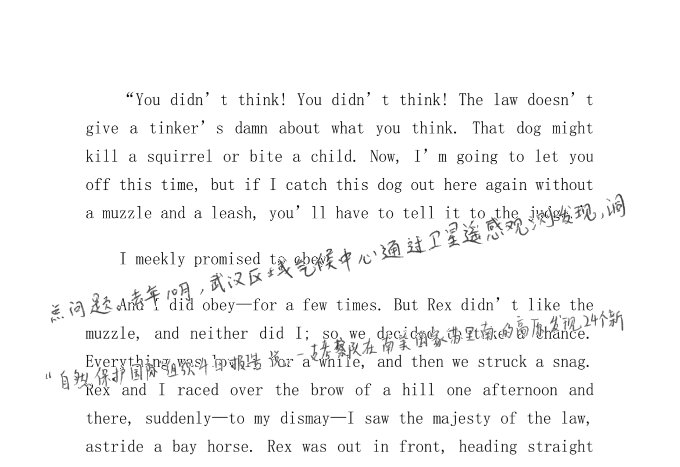 “You didn’t think! You didn’t think! The law doesn’t
give a tinker’s damn about what you think. That dog might
kill a squirrel or bite a child. Now, I’m going to let you
off this time, but if I catch this dog out here again without
a muzzle and a leash, you’ll have to tell it to the judge.
I meekly promised to obey
点问题。去年10月，武汉区域气候中心通过卫星遥感观测发现，洞
And I did obey—for a few times. But Rex didn’t like the
muzzle, and neither did I; so we decided to take a chance.
“自然保护国际组织 的报告说，一支考察队在南美国家苏里南的高原发现24个新
Everything was for a while, and then we struck a snag.
Rex and I raced over the brow of a hill one afternoon and
there, suddenly—to my dismay—I saw the majesty of the law,
astride a bay horse. Rex was out in front, heading straight